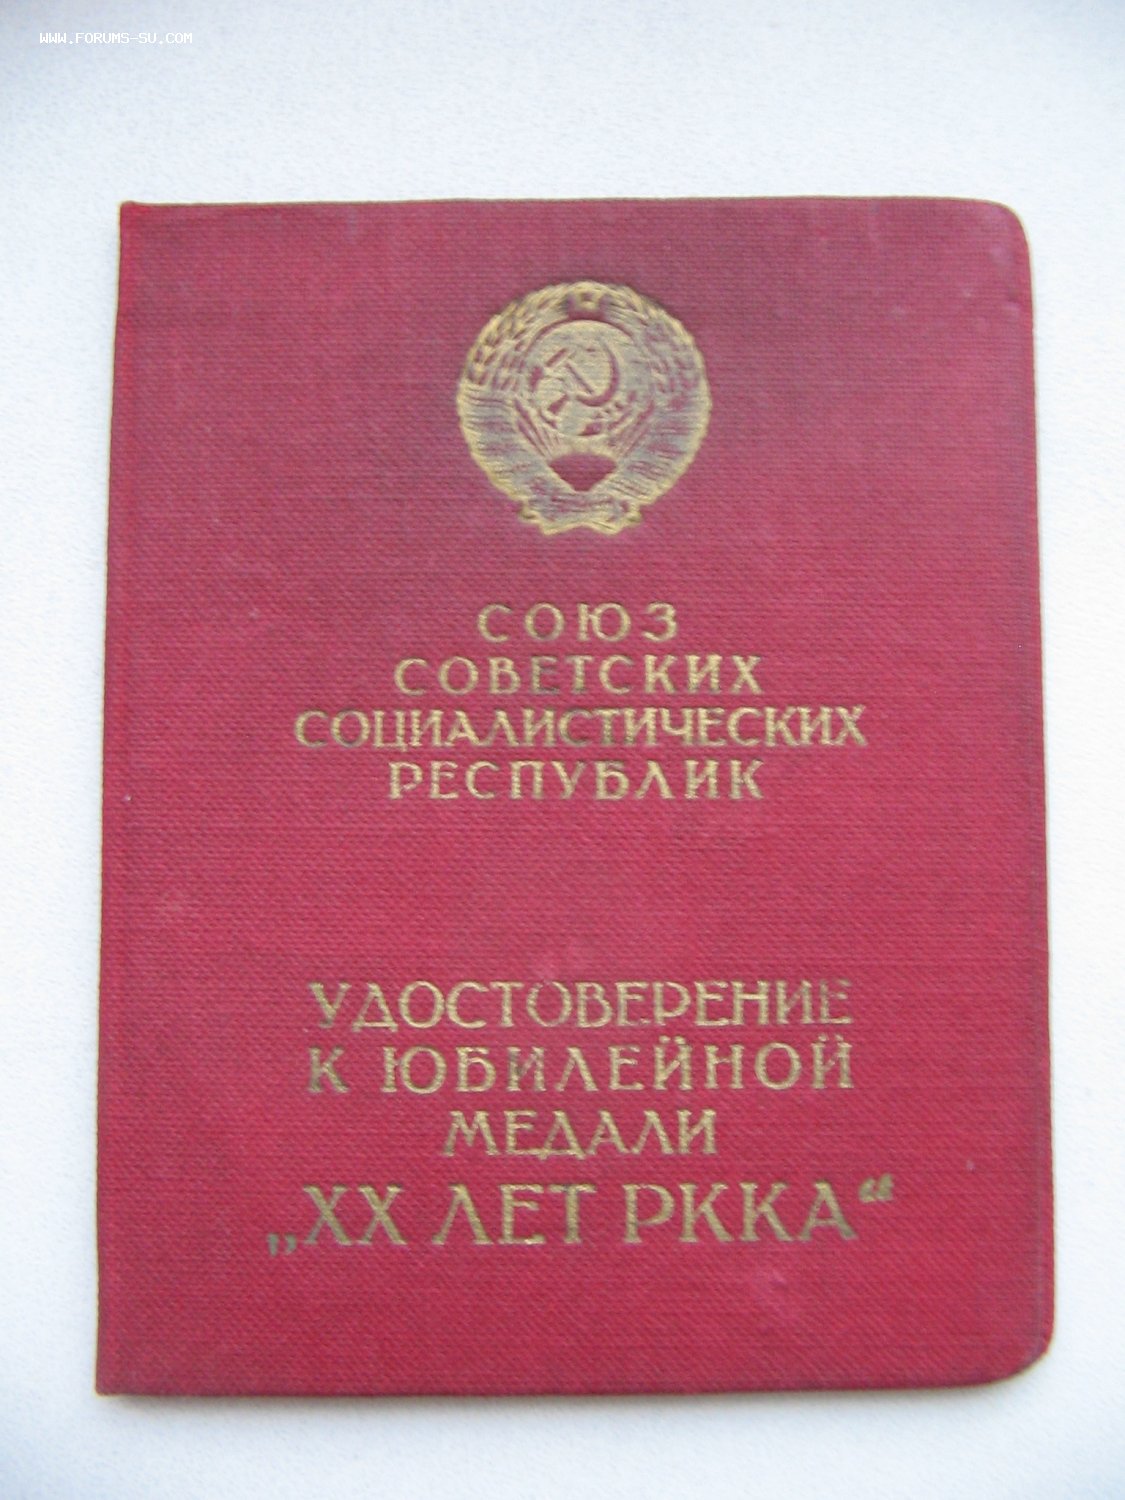 WWW.FORUMS-SU.COM
СОЮЗ
СОВЕТСКИХ
СОЦИАЛИСТИЧЕСКИХ
РЕСПУБЛИК
УДОСТОВЕРЕНИЕ
К ЮБИЛЕЙНОЙ
МЕДАЛИ
„XX ЛЕТ РККА“